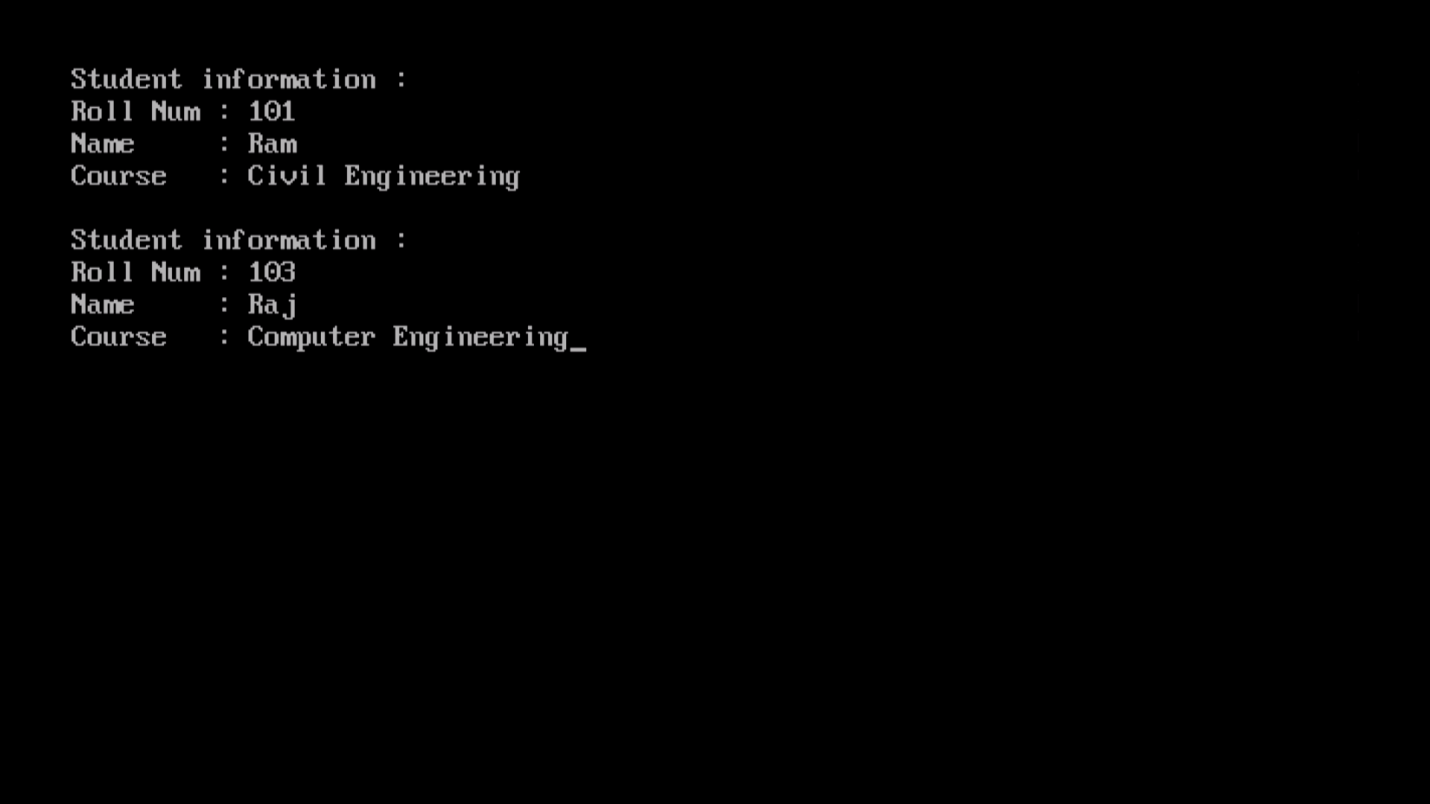 Student information :
Roll Num : 101
Name     : Ram
Course   : Civil Engineering
Student information :
Roll Num : 103
Name     : Raj
Course   : Computer Engineering_